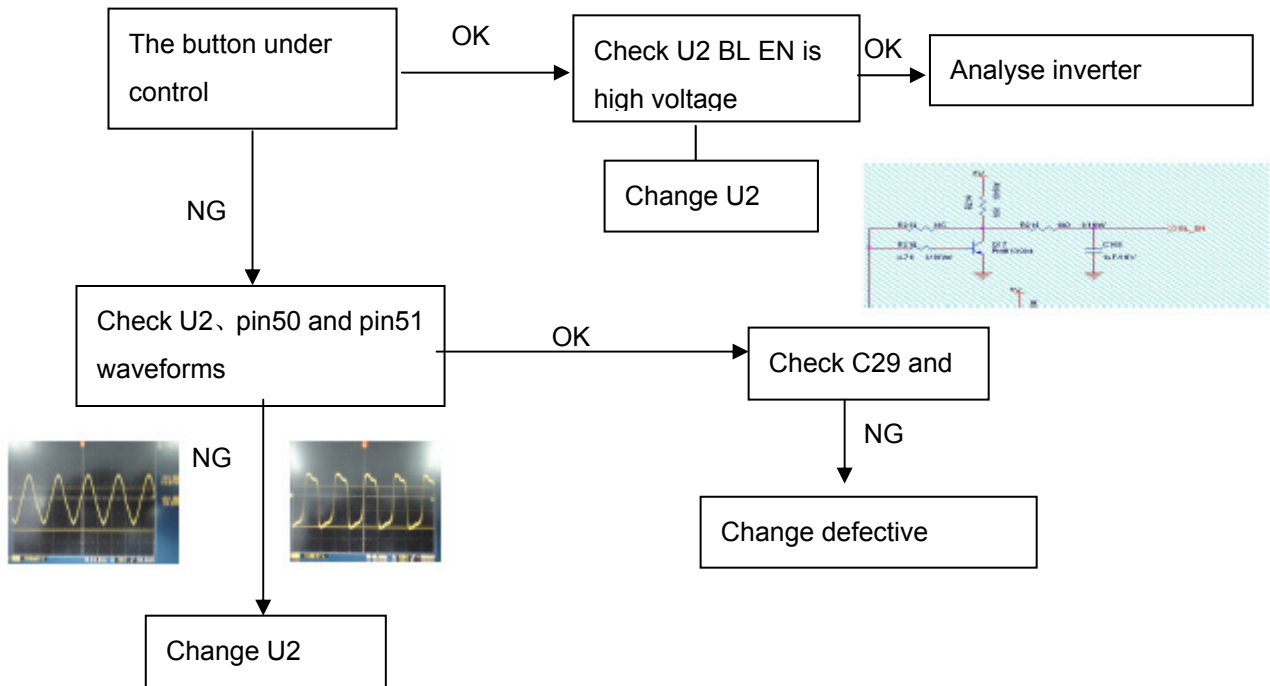 The button under
control
OK
Check U2 BL EN is
high voltage
OK
Analyse inverter
Change U2
NG
Check U2、pin50 and pin51
waveforms
OK
Check C29 and
NG
NG
Change defective
Change U2